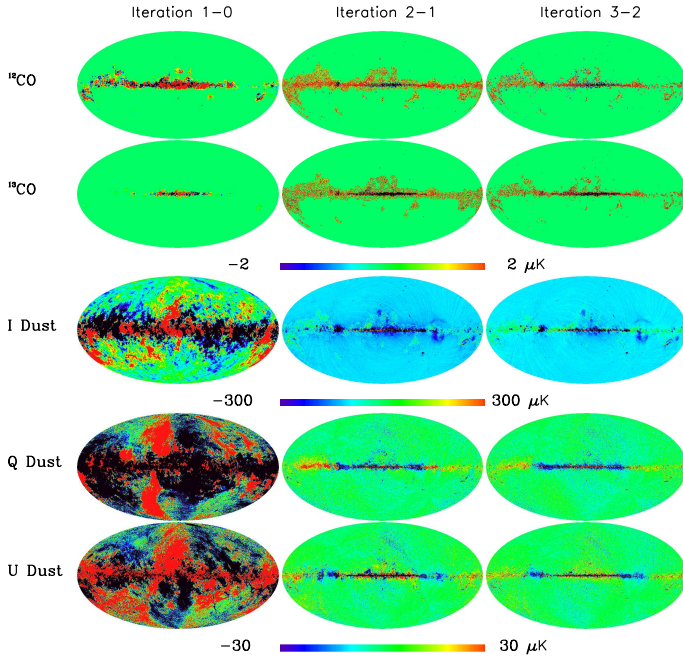 Iteration 1-0 Iteration 2-1 Iteration 3-2
¹²CO
¹³CO
-2 2 μK
I Dust
-300 300 μK
Q Dust
U Dust
-30 30 μK